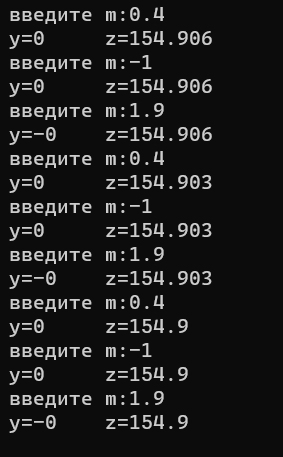 введите m:0.4
y=0     z=154.906
введите m:-1
y=0     z=154.906
введите m:1.9
y=-0    z=154.906
введите m:0.4
y=0     z=154.903
введите m:-1
y=0     z=154.903
введите m:1.9
y=-0    z=154.903
введите m:0.4
y=0     z=154.9
введите m:-1
y=0     z=154.9
введите m:1.9
y=-0    z=154.9